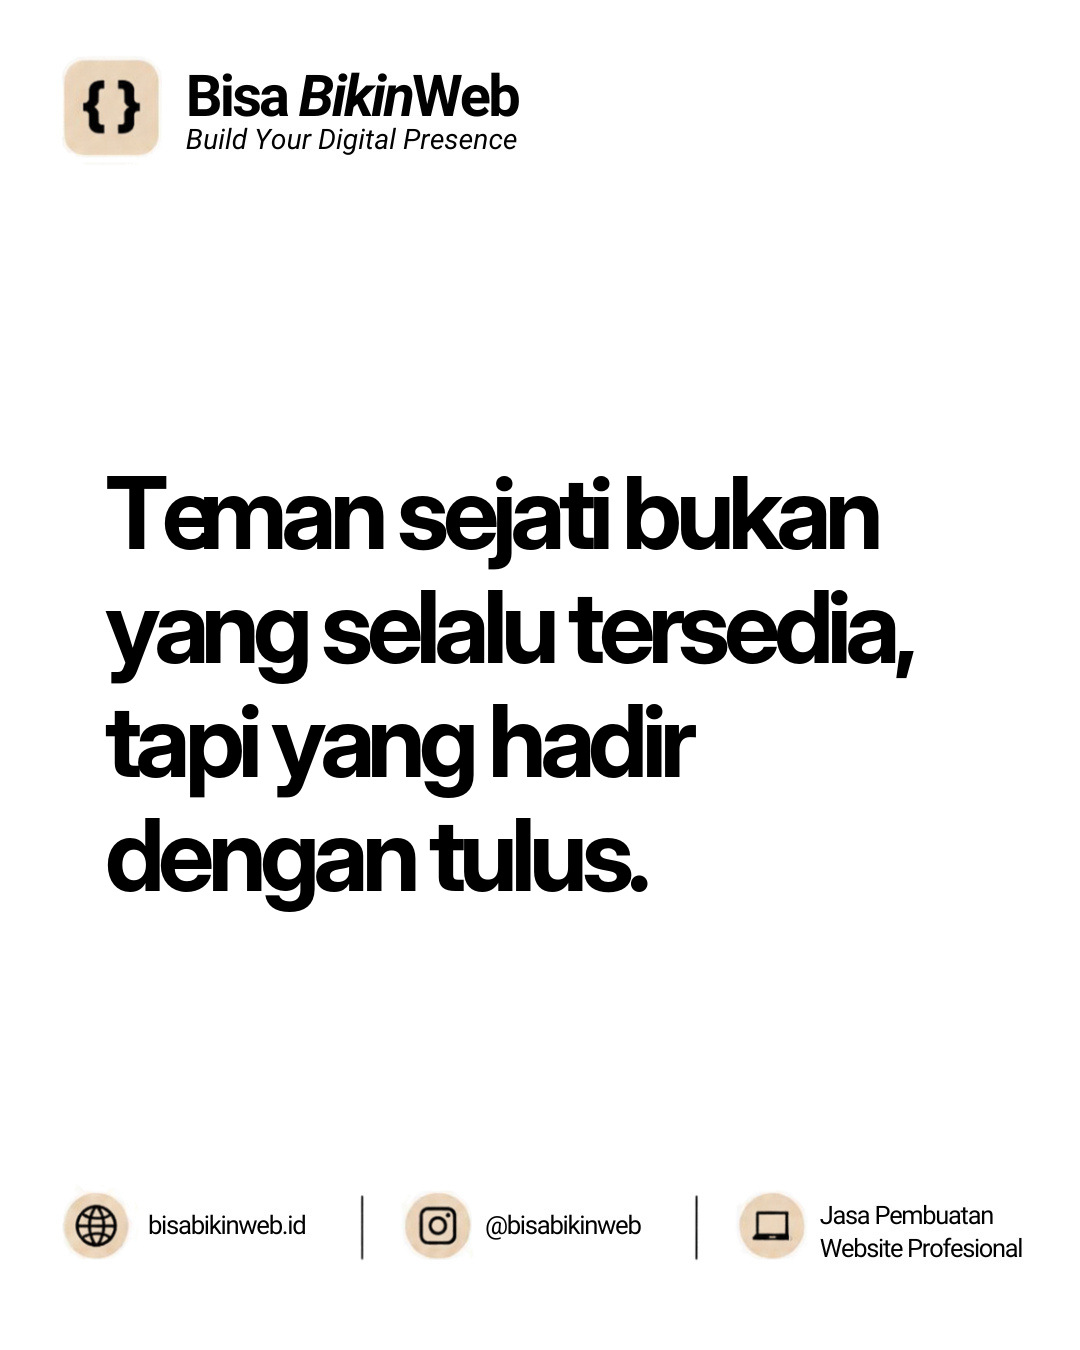 { }
Bisa BikinWeb
Build Your Digital Presence
Teman sejati bukan
yang selalu tersedia,
tapi yang hadir
dengan tulus.
bisabikinweb.id
@bisabikinweb
Jasa Pembuatan
Website Profesional